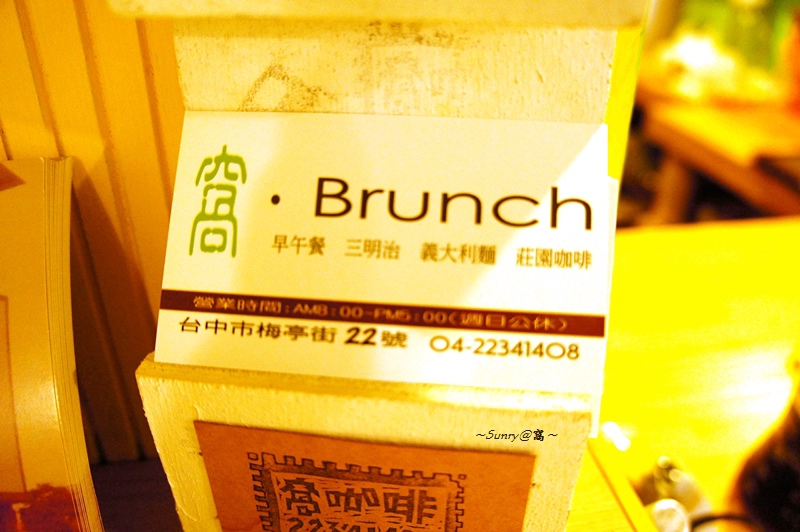 窩・Brunch
早午餐 三明治 義大利麵 莊園咖啡
營業時間:AM8:00~PM5:00(週日公休)
台中市梅亭街 22號 04-22341408
~Sunry@窩~
窩咖啡